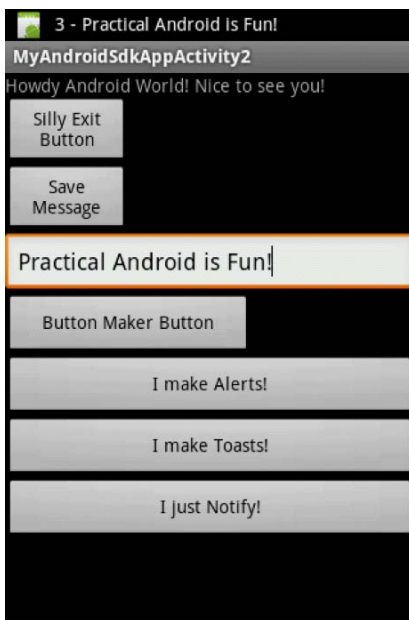 3 - Practical Android is Fun!
MyAndroidSdkAppActivity2
Howdy Android World! Nice to see you!
Silly Exit
Button
Save
Message
Practical Android is Fun!
Button Maker Button
I make Alerts!
I make Toasts!
I just Notify!